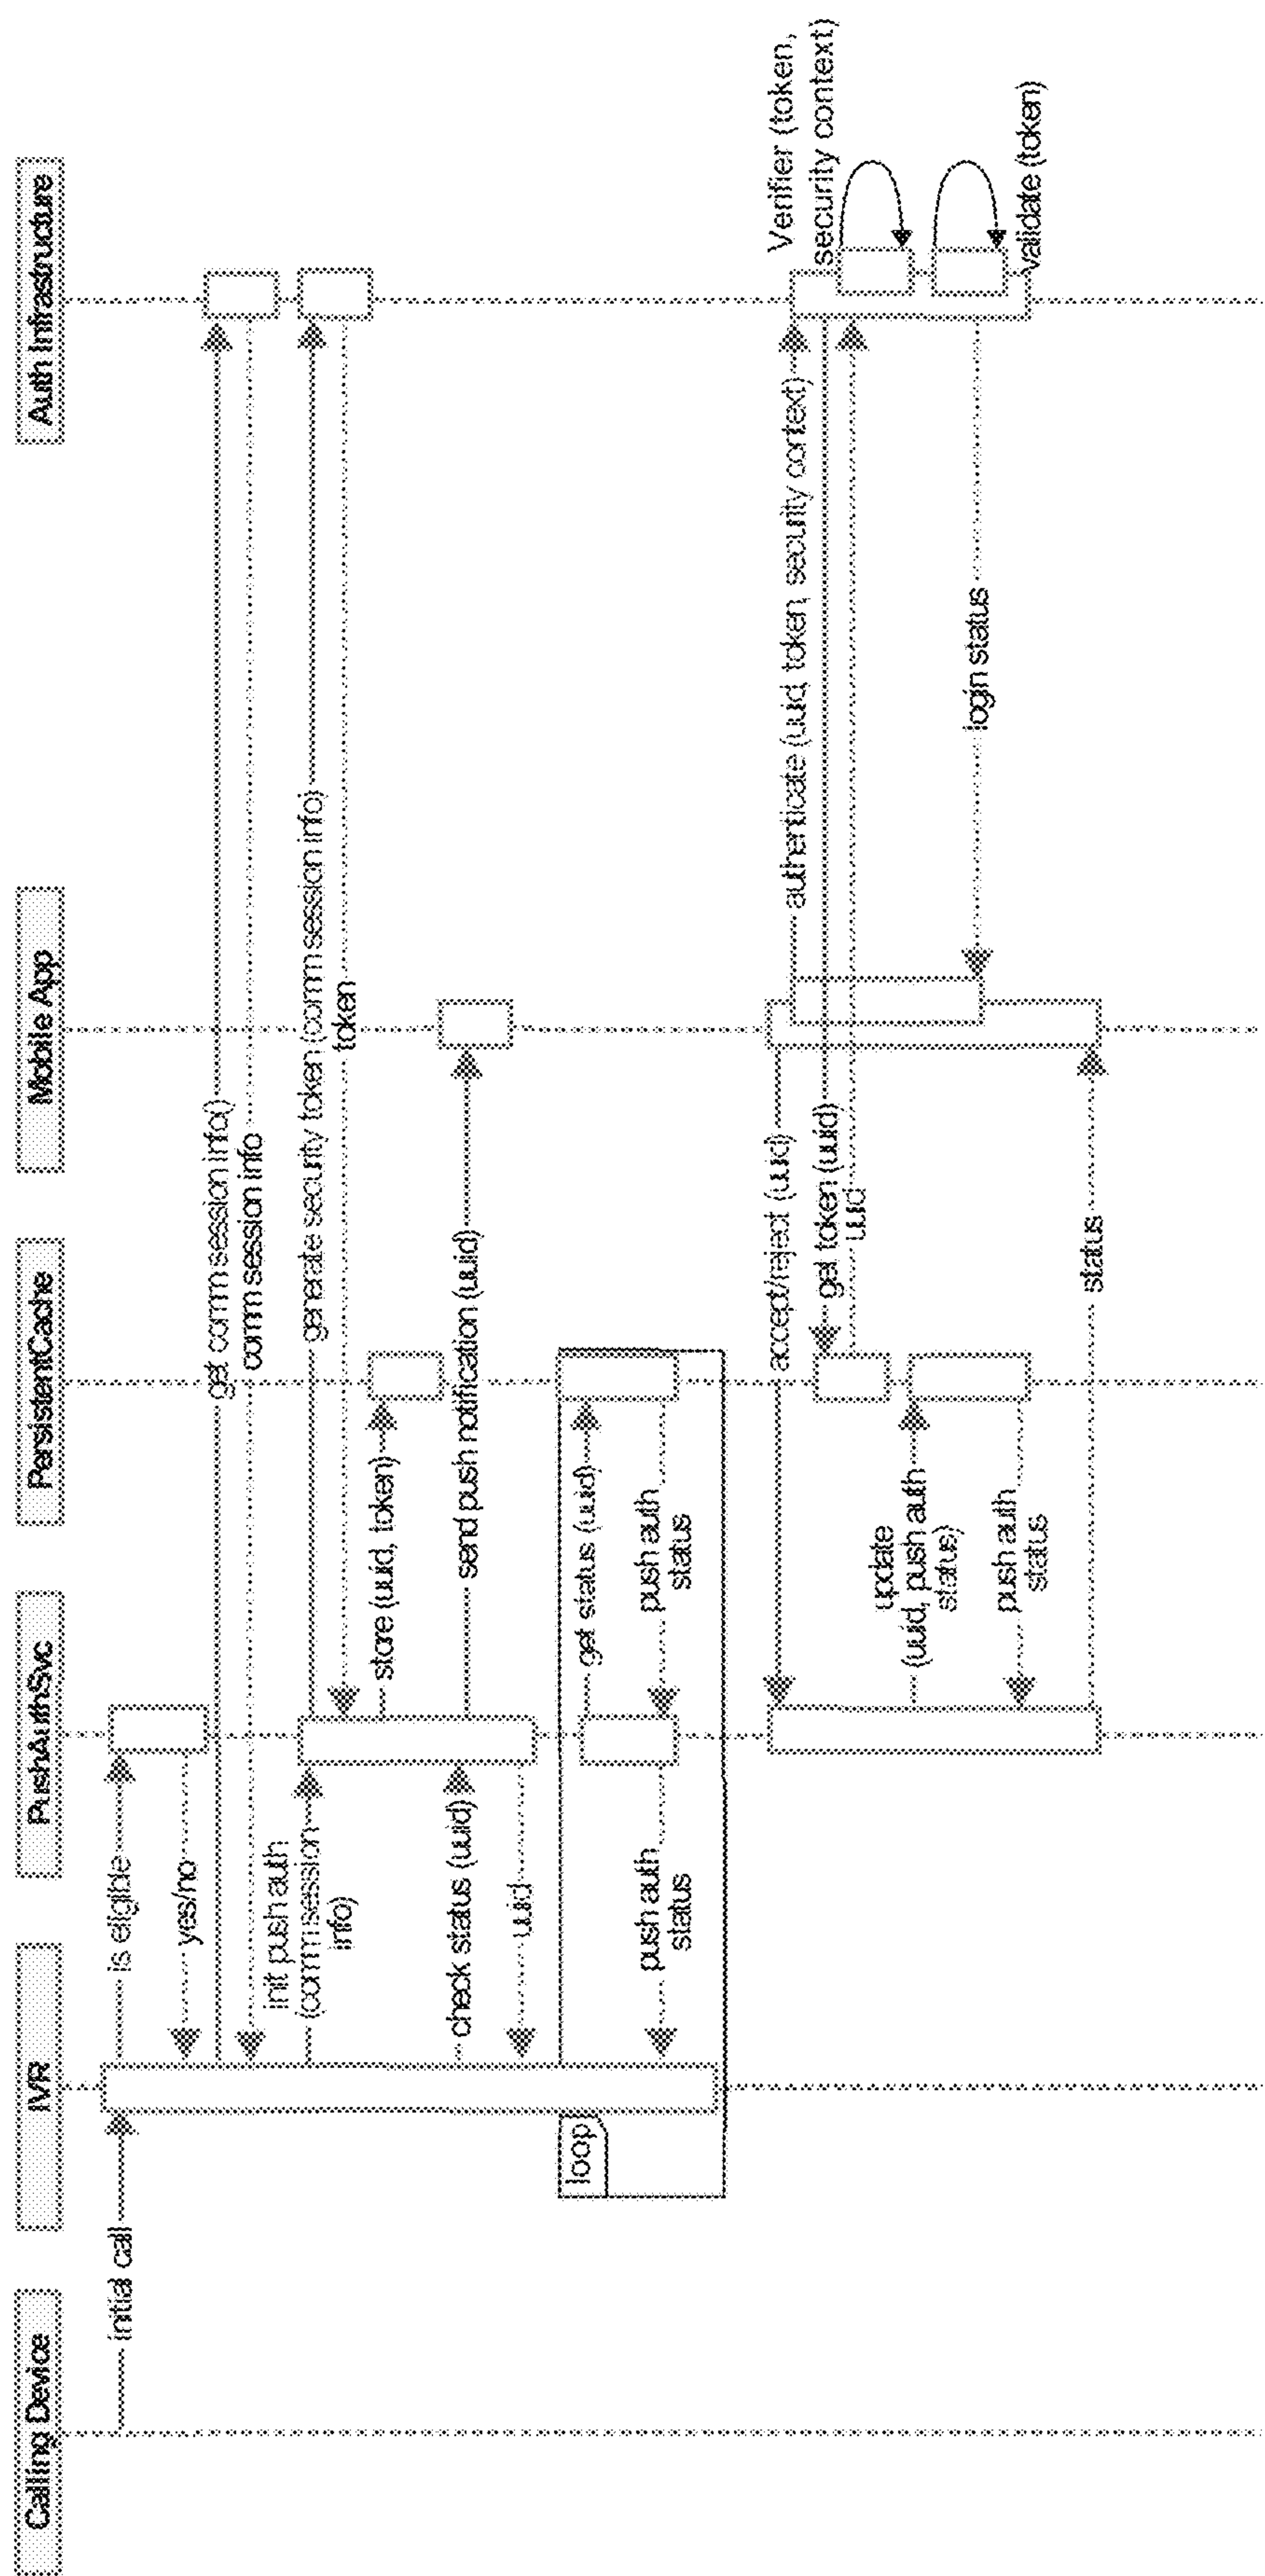 Calling Device
IVR
PushAuthSvc
PersistentCache
Mobile App
Auth Infrastructure
initial call
is eligible
yes/no
get comm session info()
comm session info
init push auth
(comm session
info)
generate security token (comm session info)
token
store (uuid, token)
check status (uuid)
send push notification (uuid)
uuid
loop
get status (uuid)
push auth
status
push auth
status
accept/reject (uuid)
authenticate (uuid, token, security context)
Verifier (token,
security context)
get token (uuid)
uuid
update
(uuid, push auth
status)
login status
validate (token)
push auth
status
status